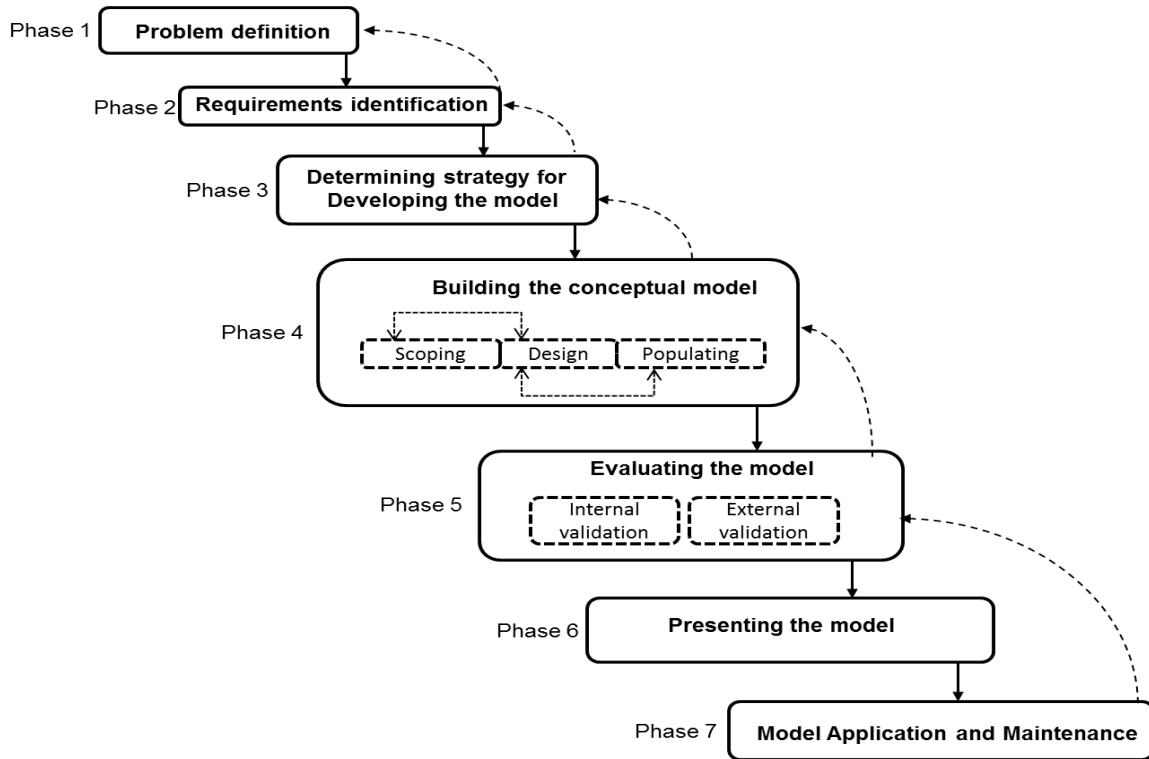 Phase 1
Problem definition
Phase 2
Requirements identification
Phase 3
Determining strategy for
Developing the model
Phase 4
Building the conceptual model
Scoping
Design
Populating
Phase 5
Evaluating the model
Internal
validation
External
validation
Phase 6
Presenting the model
Phase 7
Model Application and Maintenance